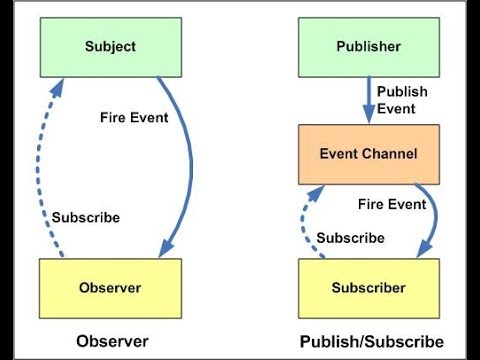 Subject
Fire Event
Subscribe
Observer
Observer
Publisher
Publish
Event
Event Channel
Fire Event
Subscribe
Subscriber
Publish/Subscribe